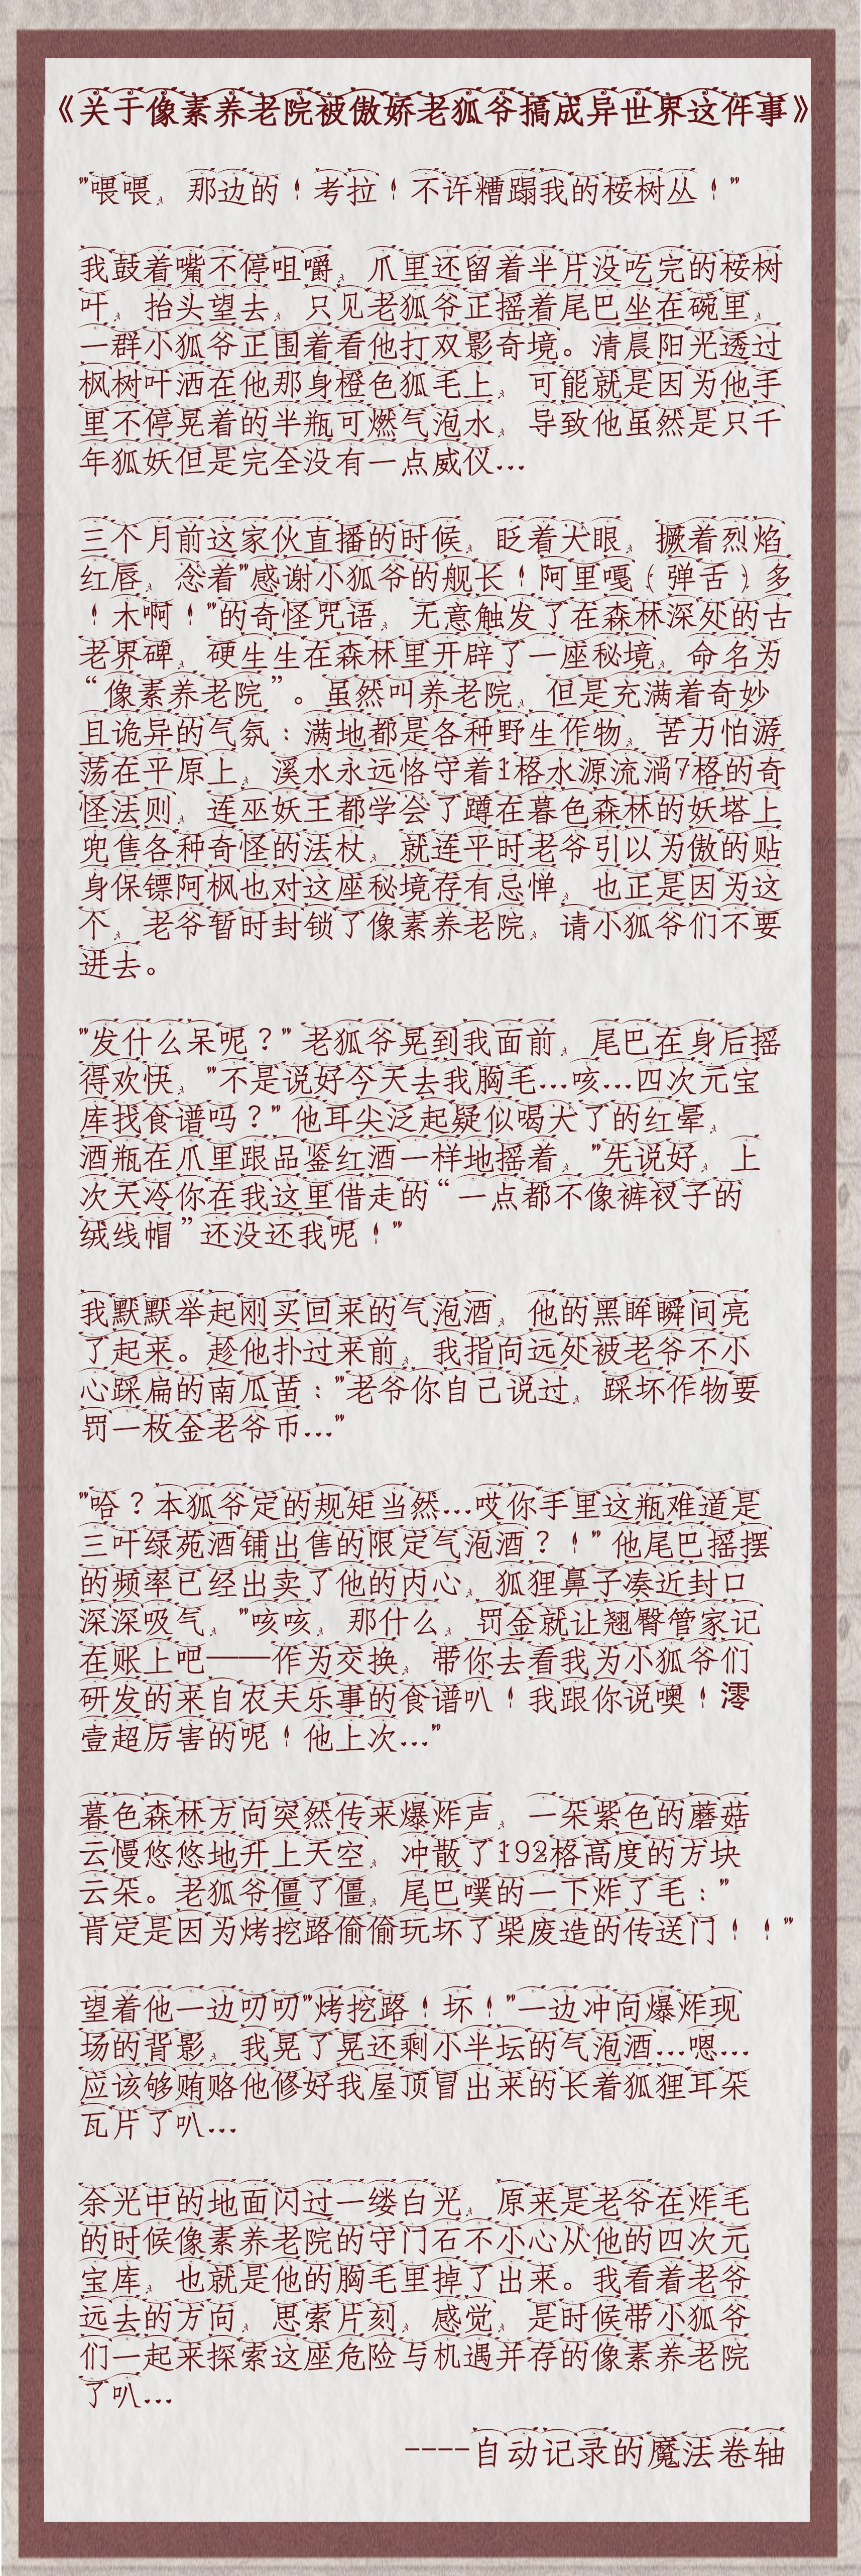 《关于像素养老院被傲娇老狐爷搞成异世界这件事》
"喂喂，那边的！考拉！不许糟蹋我的桉树丛！"
我鼓着嘴不停咀嚼，爪里还留着半片没吃完的桉树
叶，抬头望去，只见老狐爷正摇着尾巴坐在碗里，
一群小狐爷正围着看他打双影奇境。清晨阳光透过
枫树叶洒在他那身橙色狐毛上，可能就是因为他手
里不停晃着的半瓶可燃气泡水，导致他虽然是只千
年狐妖但是完全没有一点威仪...
三个月前这家伙直播的时候，眨着大眼，撅着烈焰
红唇，念着"感谢小狐爷的舰长！阿里嘎（弹舌）多
！木啊！"的奇怪咒语，无意触发了在森林深处的古
老界碑，硬生生在森林里开辟了一座秘境，命名为
“像素养老院”。虽然叫养老院，但是充满着奇妙
且诡异的气氛：满地都是各种野生作物，苦力怕游
荡在平原上，溪水永远恪守着1格水源流淌7格的奇
怪法则，连巫妖王都学会了蹲在暮色森林的妖塔上
兜售各种奇怪的法杖，就连平时老爷引以为傲的贴
身保镖阿枫也对这座秘境存有忌惮，也正是因为这
个，老爷暂时封锁了像素养老院，请小狐爷们不要
进去。
"发什么呆呢？" 老狐爷晃到我面前，尾巴在身后摇
得欢快，"不是说好今天去我胸毛...咳...四次元宝
库找食谱吗？" 他耳尖泛起疑似喝大了的红晕，
酒瓶在爪里跟品鉴红酒一样地摇着，"先说好，上
次天冷你在我这里借走的“一点都不像裤衩子的
绒线帽”还没还我呢！"
我默默举起刚买回来的气泡酒，他的黑眸瞬间亮
了起来。趁他扑过来前，我指向远处被老爷不小
心踩扁的南瓜苗："老爷你自己说过，踩坏作物要
罚一枚金老爷币..."
"哈？本狐爷定的规矩当然...哎你手里这瓶难道是
三叶绿苑酒铺出售的限定气泡酒？！" 他尾巴摇摆
的频率已经出卖了他的内心，狐狸鼻子凑近封口
深深吸气，"咳咳，那什么，罚金就让翘臀管家记
在账上吧——作为交换，带你去看我为小狐爷们
研发的来自农夫乐事的食谱叭！我跟你说噢！澪
壹超厉害的呢！他上次..."
暮色森林方向突然传来爆炸声，一朵紫色的蘑菇
云慢悠悠地升上天空，冲散了192格高度的方块
云朵。老狐爷僵了僵，尾巴噗的一下炸了毛："
肯定是因为烤挖路偷偷玩坏了柴废造的传送门！！"
望着他一边叨叨"烤挖路！坏！"一边冲向爆炸现
场的背影，我晃了晃还剩小半坛的气泡酒...嗯...
应该够贿赂他修好我屋顶冒出来的长着狐狸耳朵
瓦片了叭...
余光中的地面闪过一缕白光，原来是老爷在炸毛
的时候像素养老院的守门石不小心从他的四次元
宝库，也就是他的胸毛里掉了出来。我看着老爷
远去的方向，思索片刻，感觉，是时候带小狐爷
们一起来探索这座危险与机遇并存的像素养老院
了叭...
----自动记录的魔法卷轴